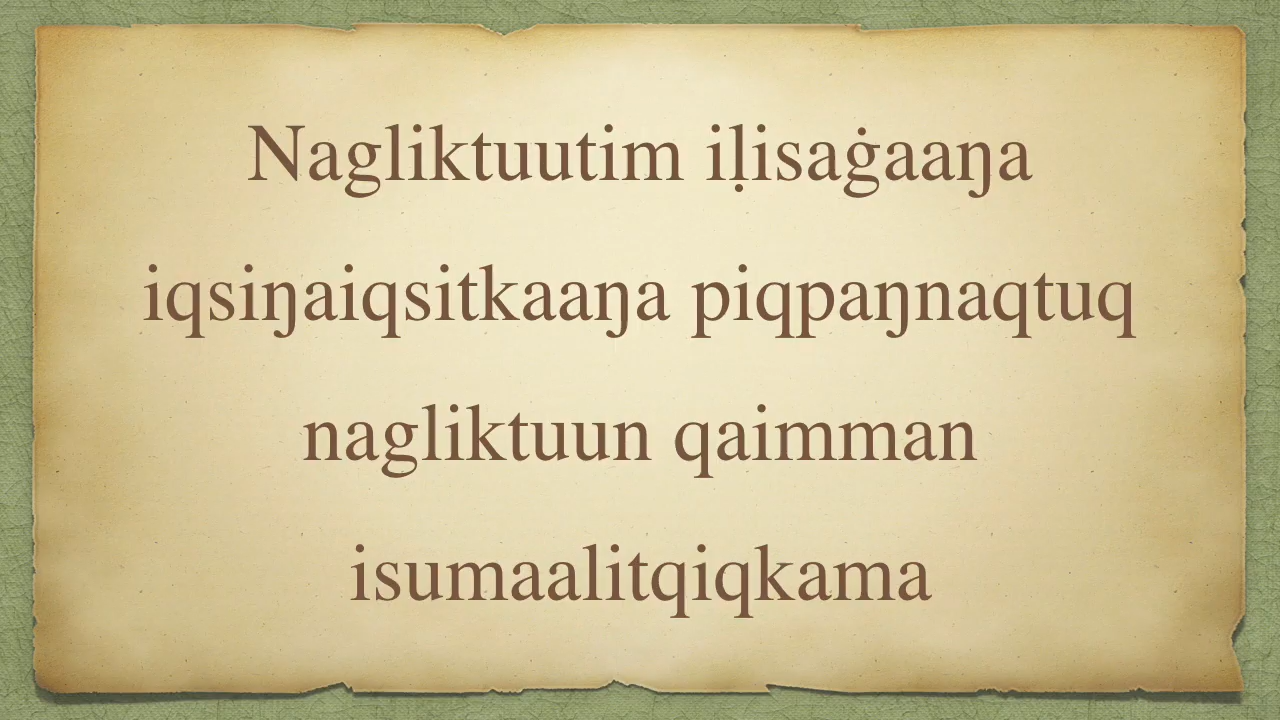 Nagliktuutim iḷisaġaaŋa
iqsiŋaiqsitkaaŋa piqpaŋnaqtuq
nagliktuun qaimman
isumaalitqiqkama